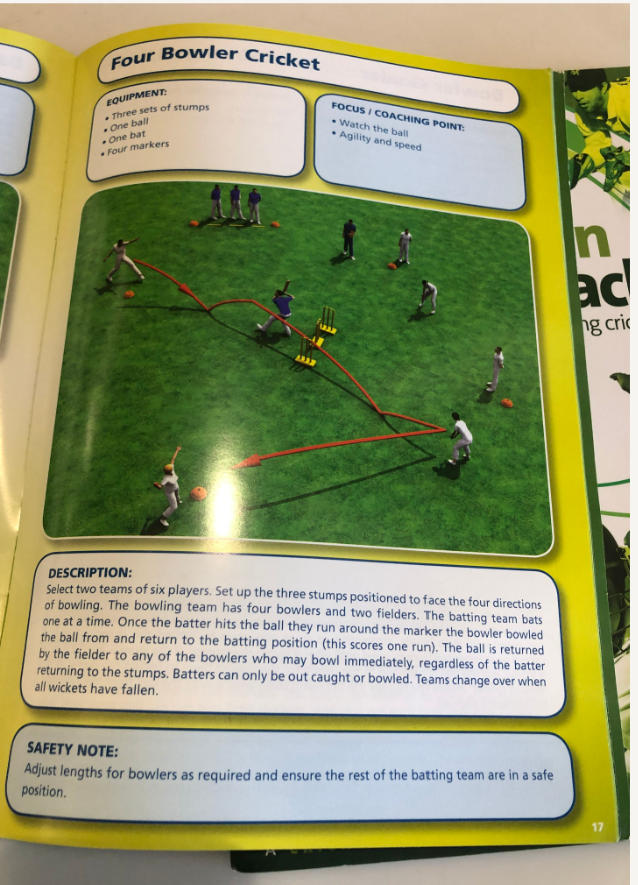 Four Bowler Cricket
EQUIPMENT:
• Three sets of stumps
• One ball
• One bat
• Four markers
FOCUS / COACHING POINT:
• Watch the ball
• Agility and speed
DESCRIPTION:
Select two teams of six players. Set up the three stumps positioned to face the four directions
of bowling. The bowling team has four bowlers and two fielders. The batting team bats
one at a time. Once the batter hits the ball they run around the marker the bowler bowled
the ball from and return to the batting position (this scores one run). The ball is returned
by the fielder to any of the bowlers who may bowl immediately, regardless of the batter
returning to the stumps. Batters can only be out caught or bowled. Teams change over when
all wickets have fallen.
SAFETY NOTE:
Adjust lengths for bowlers as required and ensure the rest of the batting team are in a safe
position.
17